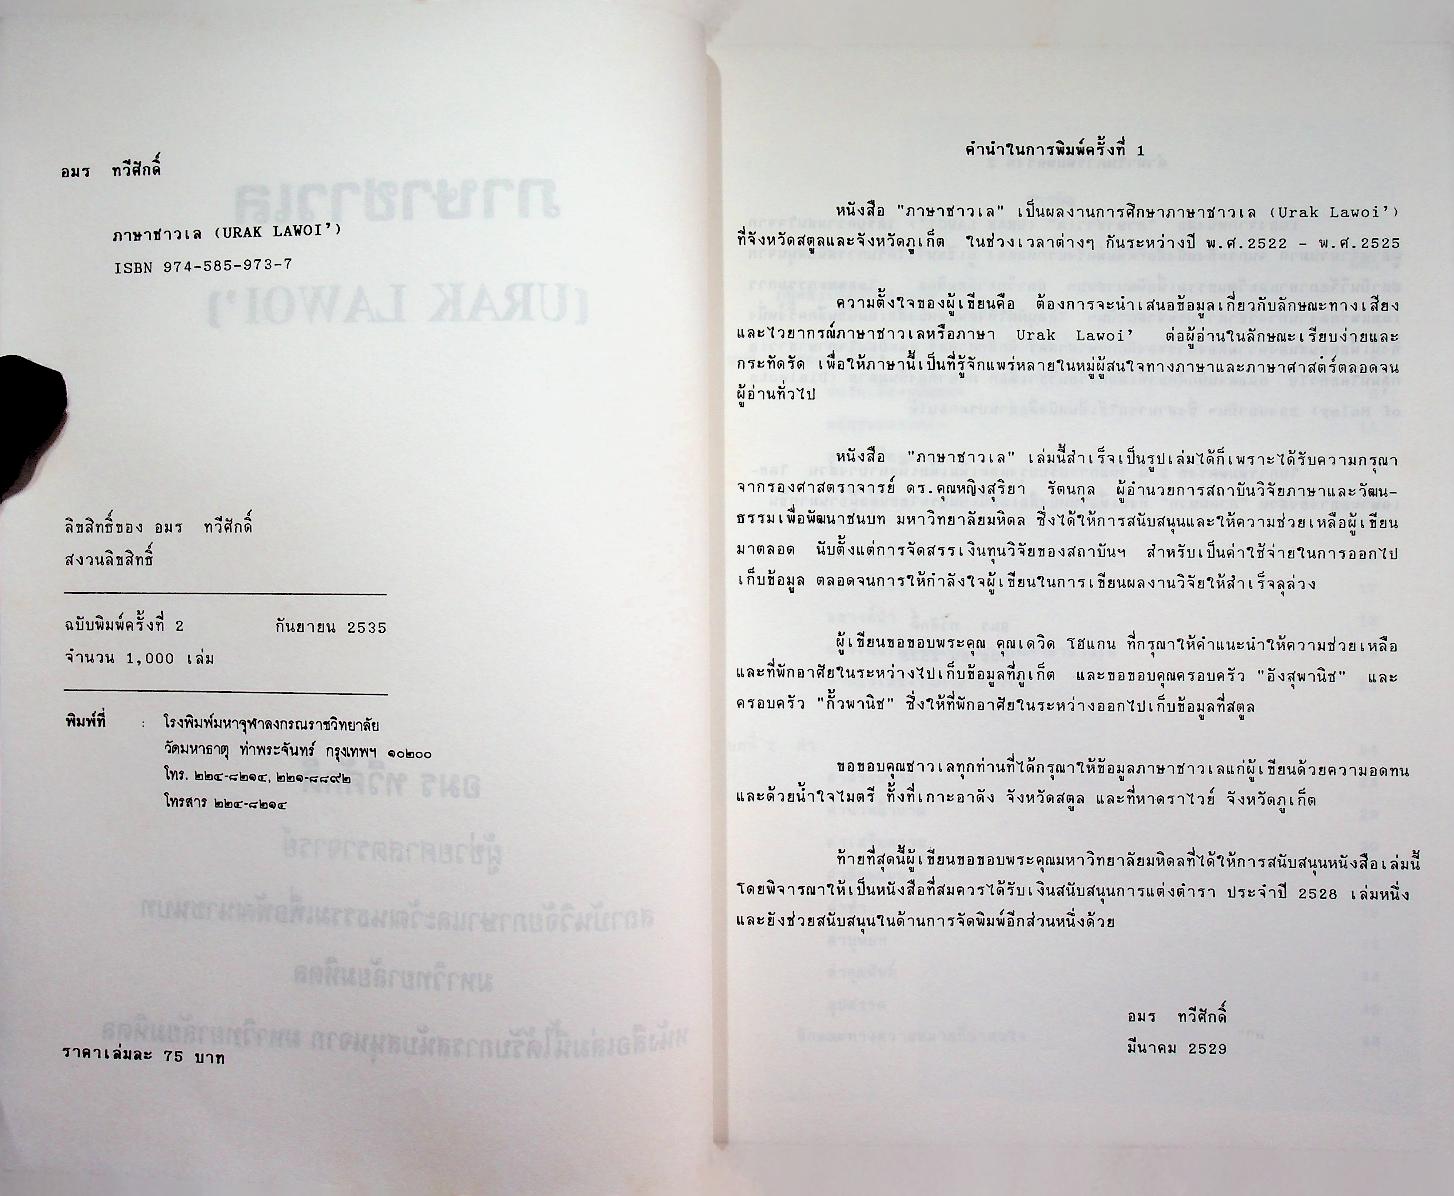 อมร ทวีศักดิ์
ภาษาชาวเล (URAK LAWOI')
ISBN 974-585-973-7
ลิขสิทธิ์ของ อมร ทวีศักดิ์
สงวนลิขสิทธิ์
ฉบับพิมพ์ครั้งที่ 2 กันยายน 2535
จำนวน 1,000 เล่ม
พิมพ์ที่ : โรงพิมพ์มหาจุฬาลงกรณราชวิทยาลัย
วัดมหาธาตุ ท่าพระจันทร์ กรุงเทพฯ ๑๐๒๐๐
โทร. ๒๒๔-๘๒๑๔, ๒๒๑-๘๘๙๒
โทรสาร ๒๒๔-๘๒๑๔
ราคาเล่มละ 75 บาท
คำนำในการพิมพ์ครั้งที่ 1
หนังสือ "ภาษาชาวเล" เป็นผลงานการศึกษาภาษาชาวเล (Urak Lawoi')
ที่จังหวัดสตูลและจังหวัดภูเก็ต ในช่วงเวลาต่างๆ กันระหว่างปี พ.ศ.2522 - พ.ศ.2525
ความตั้งใจของผู้เขียนคือ ต้องการจะนำเสนอข้อมูลเกี่ยวกับลักษณะทางเสียง
และไวยากรณ์ภาษาชาวเลหรือภาษา Urak Lawoi' ต่อผู้อ่านในลักษณะเรียบง่ายและ
กระทัดรัด เพื่อให้ภาษานี้เป็นที่รู้จักแพร่หลายในหมู่ผู้สนใจทางภาษาและภาษาศาสตร์ตลอดจน
ผู้อ่านทั่วไป
หนังสือ "ภาษาชาวเล" เล่มนี้สำเร็จเป็นรูปเล่มได้ก็เพราะได้รับความกรุณา
จากรองศาสตราจารย์ ดร.คุณหญิงสุริยา รัตนกุล ผู้อำนวยการสถาบันวิจัยภาษาและวัฒน-
ธรรมเพื่อพัฒนาชนบท มหาวิทยาลัยมหิดล ซึ่งได้ให้การสนับสนุนและให้ความช่วยเหลือผู้เขียน
มาตลอด นับตั้งแต่การจัดสรรเงินทุนวิจัยของสถาบันฯ สำหรับเป็นค่าใช้จ่ายในการออกไป
เก็บข้อมูล ตลอดจนการให้กำลังใจผู้เขียนในการเขียนผลงานวิจัยให้สำเร็จลุล่วง
ผู้เขียนขอขอบพระคุณ คุณเดวิด โฮแกน ที่กรุณาให้คำแนะนำให้ความช่วยเหลือ
และที่พักอาศัยในระหว่างไปเก็บข้อมูลที่ภูเก็ต และขอขอบคุณครอบครัว "อังสุพานิช" และ
ครอบครัว "กั๊วพานิช" ซึ่งให้ที่พักอาศัยในระหว่างออกไปเก็บข้อมูลที่สตูล
ขอขอบคุณชาวเลทุกท่านที่ได้กรุณาให้ข้อมูลภาษาชาวเลแก่ผู้เขียนด้วยความอดทน
และด้วยน้ำใจไมตรี ทั้งที่เกาะอาดัง จังหวัดสตูล และที่หาดราไวย์ จังหวัดภูเก็ต
ท้ายที่สุดนี้ผู้เขียนขอขอบพระคุณมหาวิทยาลัยมหิดลที่ได้ให้การสนับสนุนหนังสือเล่มนี้
โดยพิจารณาให้เป็นหนังสือที่สมควรได้รับเงินสนับสนุนการแต่งตำรา ประจำปี 2528 เล่มหนึ่ง
และยังช่วยสนับสนุนในด้านการจัดพิมพ์อีกส่วนหนึ่งด้วย
อมร ทวีศักดิ์
มีนาคม 2529